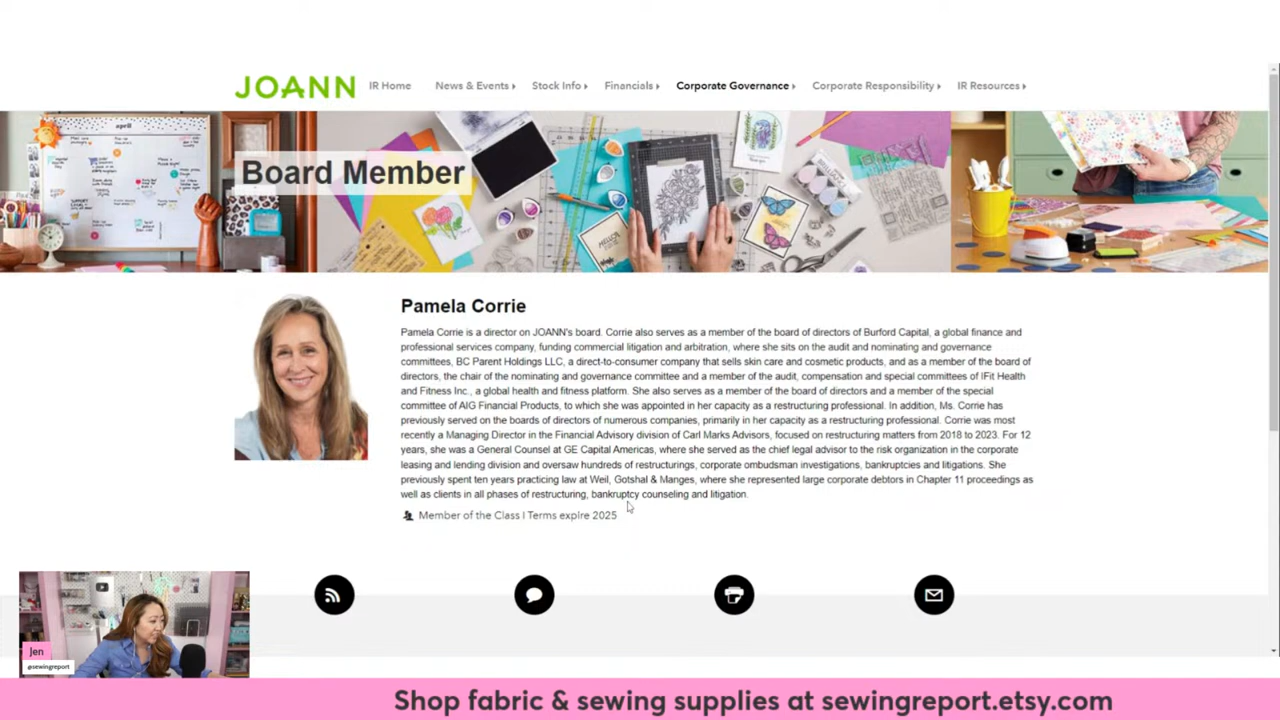 JOANN
IR Home News & Events Stock Info Financials Corporate Governance Corporate Responsibility IR Resources
april
Board Member
Pamela Corrie
Pamela Corrie is a director on JOANN's board. Corrie also serves as a member of the board of directors of Burford Capital, a global finance and
professional services company, funding commercial litigation and arbitration, where she sits on the audit and nominating and governance
committees, BC Parent Holdings LLC, a direct-to-consumer company that sells skin care and cosmetic products, and as a member of the board of
directors, the chair of the nominating and governance committee and a member of the audit, compensation and special committees of IFit Health
and Fitness Inc., a global health and fitness platform. She also serves as a member of the board of directors and a member of the special
committee of AIG Financial Products, to which she was appointed in her capacity as a restructuring professional. In addition, Ms. Corrie has
previously served on the boards of directors of numerous companies, primarily in her capacity as a restructuring professional. Corrie was most
recently a Managing Director in the Financial Advisory division of Carl Marks Advisors, focused on restructuring matters from 2018 to 2023. For 12
years, she was a General Counsel at GE Capital Americas, where she served as the chief legal advisor to the risk organization in the corporate
leasing and lending division and oversaw hundreds of restructurings, corporate ombudsman investigations, bankruptcies and litigations. She
previously spent ten years practicing law at Weil, Gotshal & Manges, where she represented large corporate debtors in Chapter 11 proceedings as
well as clients in all phases of restructuring, bankruptcy counseling and litigation.
Member of the Class I Terms expire 2025
Jen
@sewingreport
Shop fabric & sewing supplies at sewingreport.etsy.com